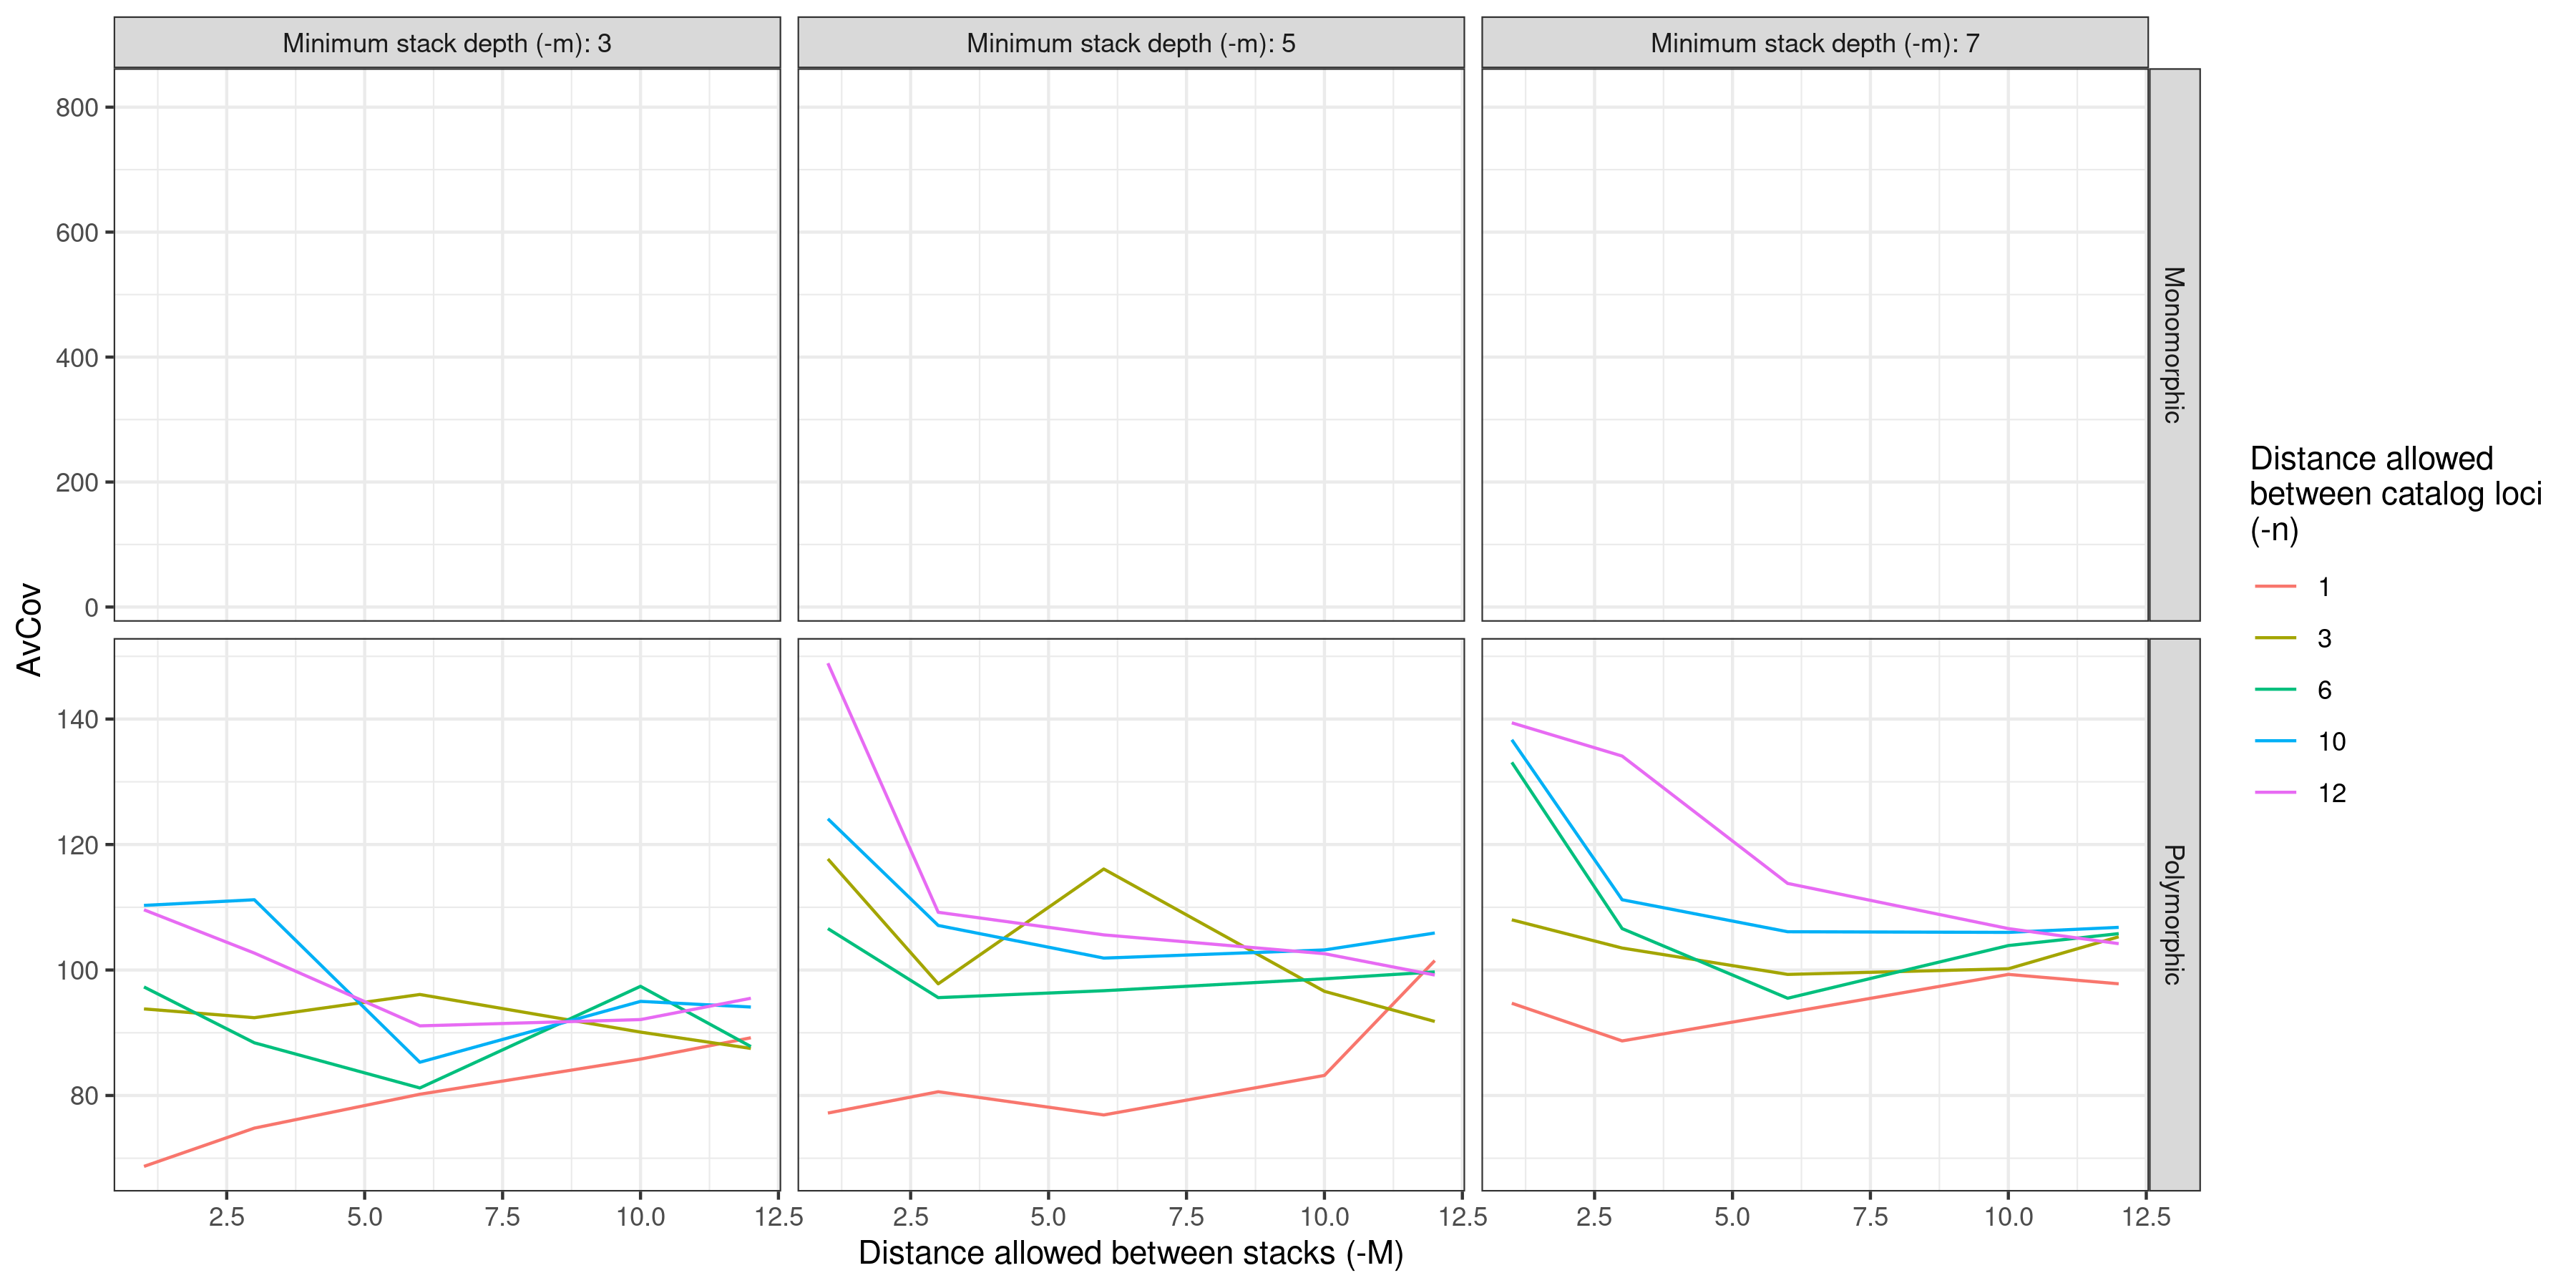 Minimum stack depth (-m): 3
Minimum stack depth (-m): 5
Minimum stack depth (-m): 7
800
600
400
200
0
Monomorphic
AvCov
140
120
100
80
Polymorphic
2.5 5.0 7.5 10.0 12.5
2.5 5.0 7.5 10.0 12.5
2.5 5.0 7.5 10.0 12.5
Distance allowed between stacks (-M)
Distance allowed
between catalog loci
(-n)
1
3
6
10
12